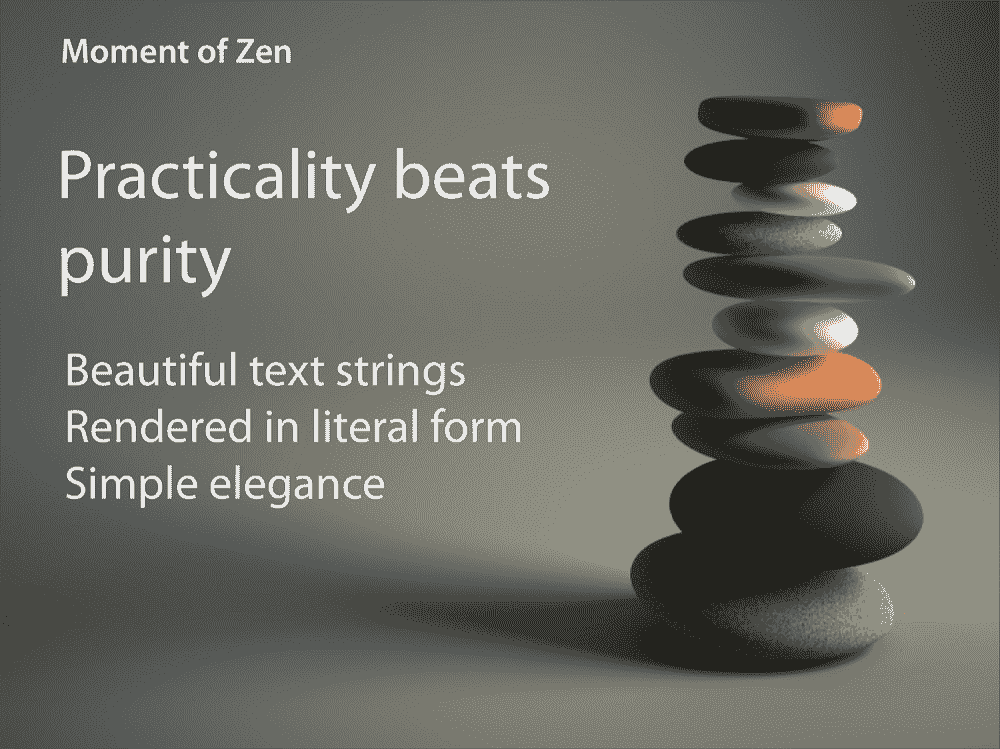 Moment of Zen
Practicality beats
purity
Beautiful text strings
Rendered in literal form
Simple elegance